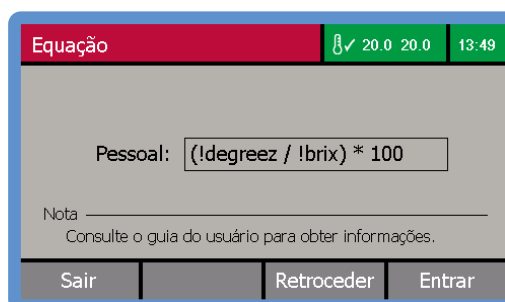 Equação 20.0 20.0 13:49
Pessoal: (!degreez / !brix) * 100
Nota
Consulte o guia do usuário para obter informações.
Sair Retroceder Entrar